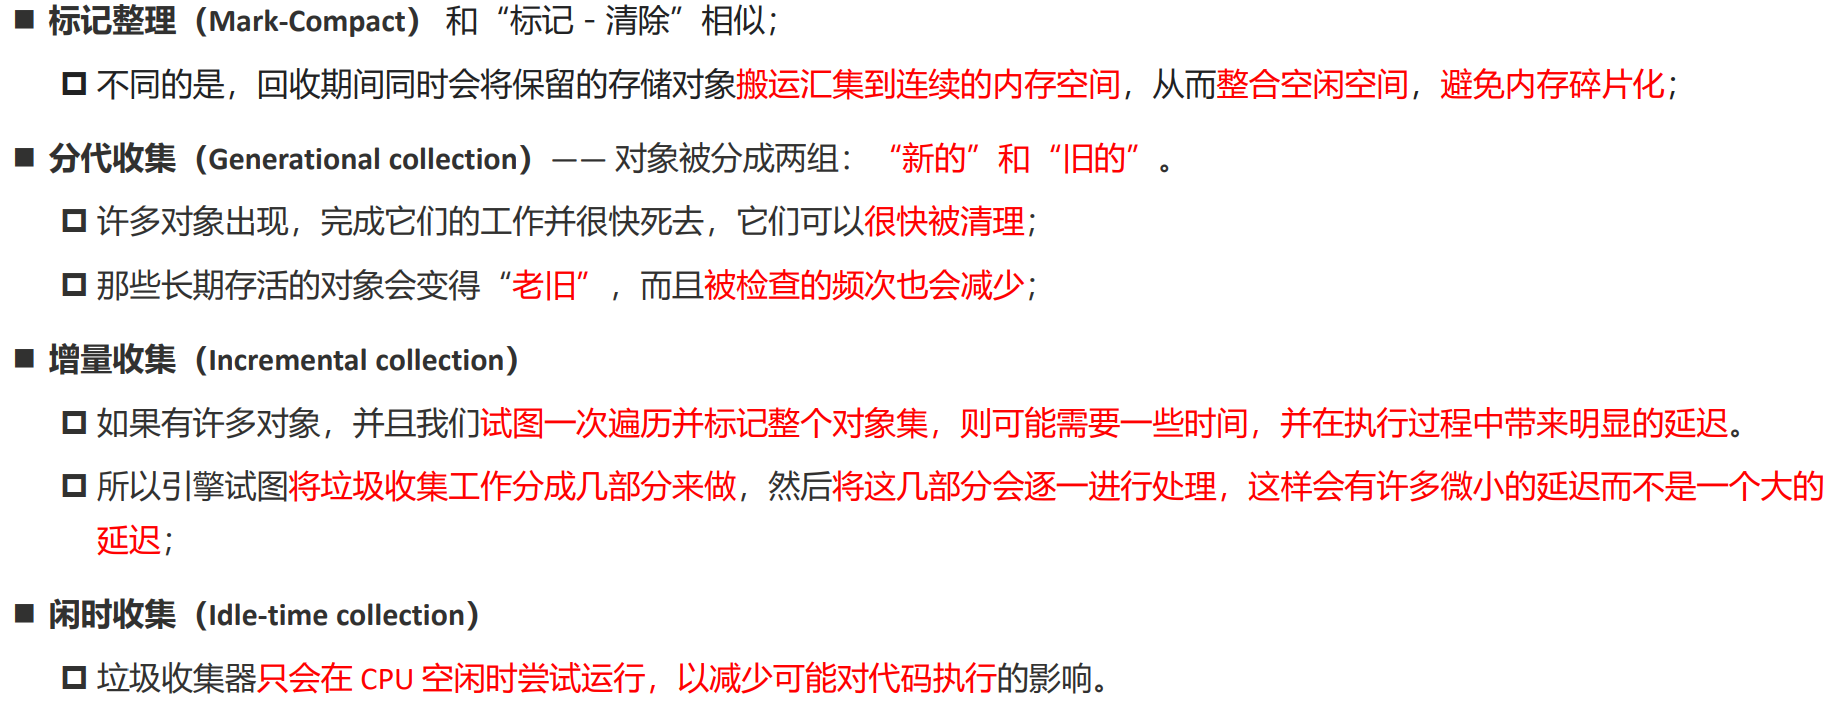 ■ 标记整理（Mark-Compact） 和“标记－清除”相似；
不同的是，回收期间同时会将保留的存储对象搬运汇集到连续的内存空间，从而整合空闲空间，避免内存碎片化；
■ 分代收集（Generational collection）—— 对象被分成两组：“新的”和“旧的”。
许多对象出现，完成它们的工作并很快死去，它们可以很快被清理；
那些长期存活的对象会变得“老�”，而且被检查的频次也会减少；
■ 增量收集（Incremental collection）
如果有许多对象，并且我们试图一次遍历并标记整个对象集，则可能需要一些时间，并在执行过程中带来明显的延迟。
所以引擎试图将垃圾收集工作分成几部分来做，然后将这几部分会逐一进行处理，这样会有许多微小的延迟而不是一个大的
延迟；
■ 闲时收集（Idle-time collection）
垃圾收集器只会在 CPU 空闲时尝试运行，以减少可能对代码执行的影响。